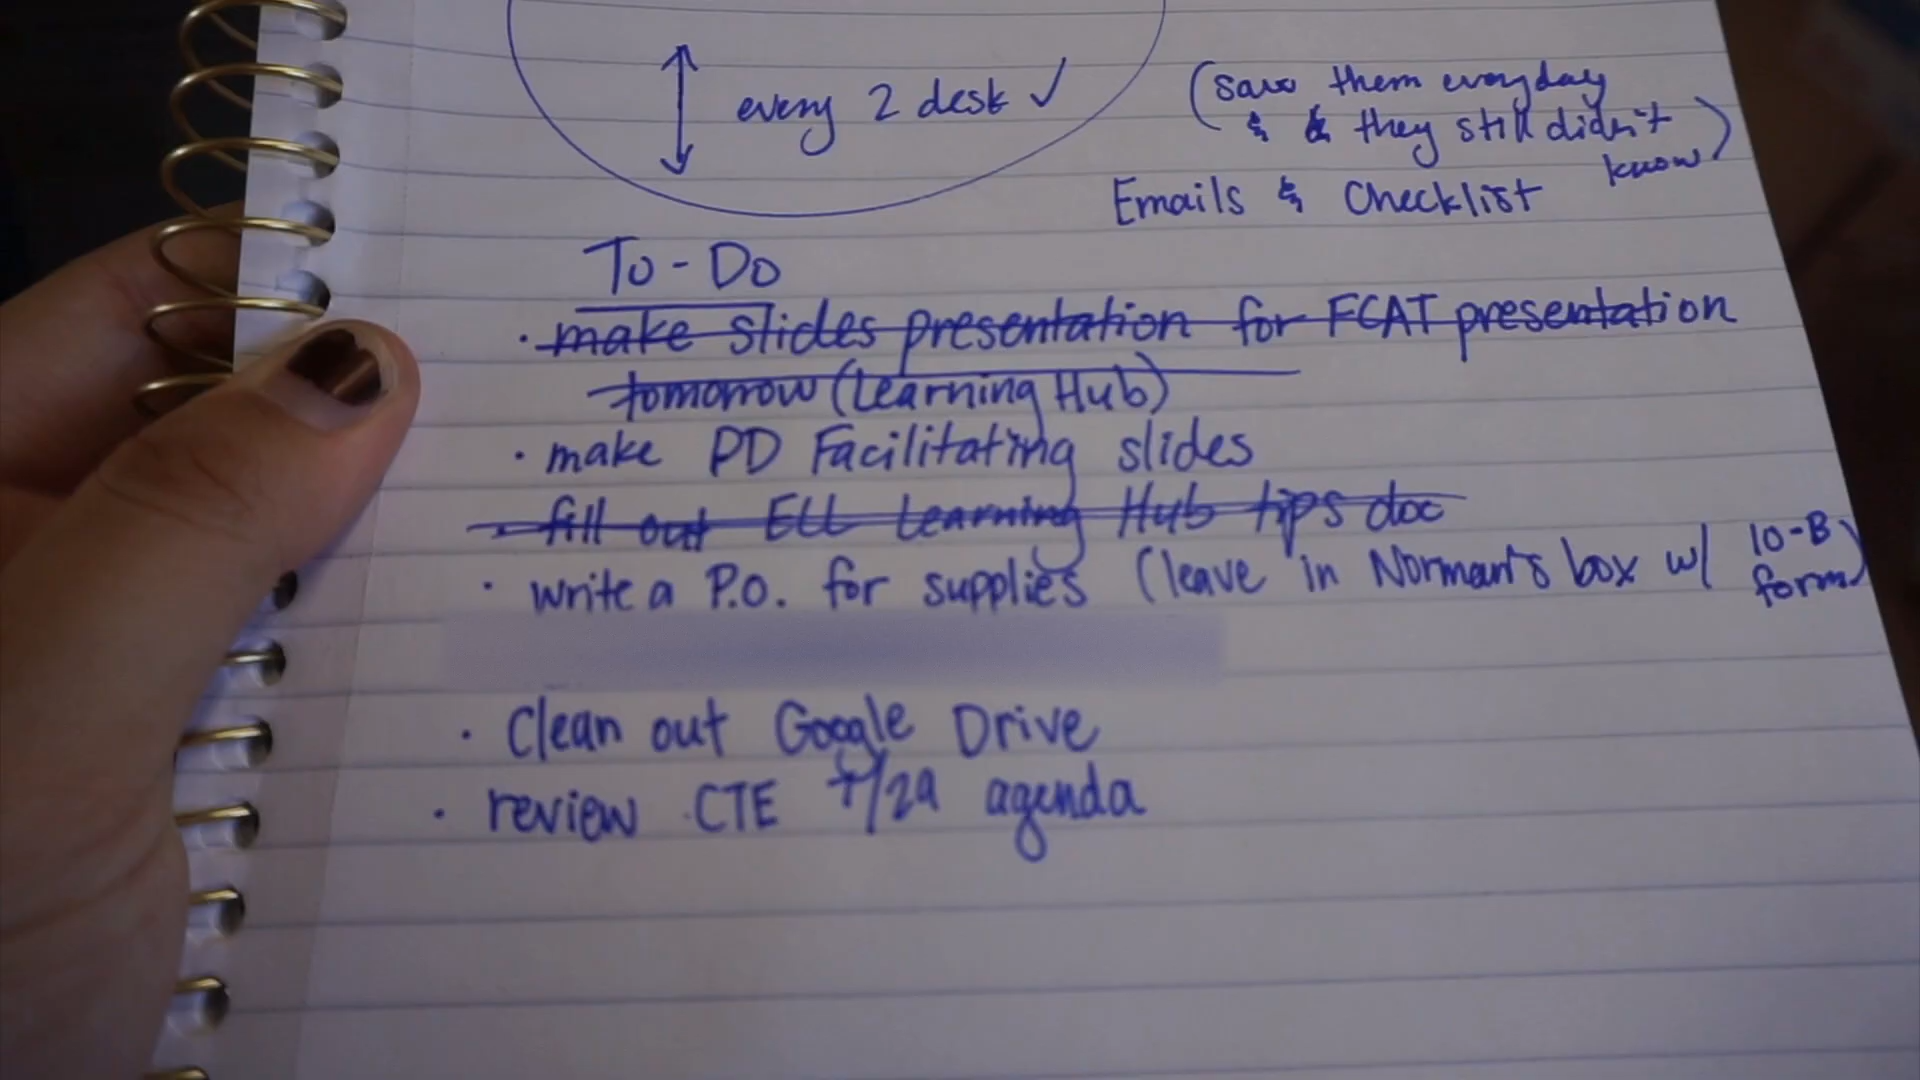 every 2 desk ✓
(saw them everyday
& & they still didn't
know)
Emails & Checklist
To-Do
· make slides presentation for FCAT presentation
tomorrow (Learning Hub)
· make PD Facilitating slides
· fill out ELL Learning Hub tips doc
· write a P.O. for supplies (leave in Norman's box w/ 10-B
form)
· Clean out Google Drive
· review CTE 7/29 agenda